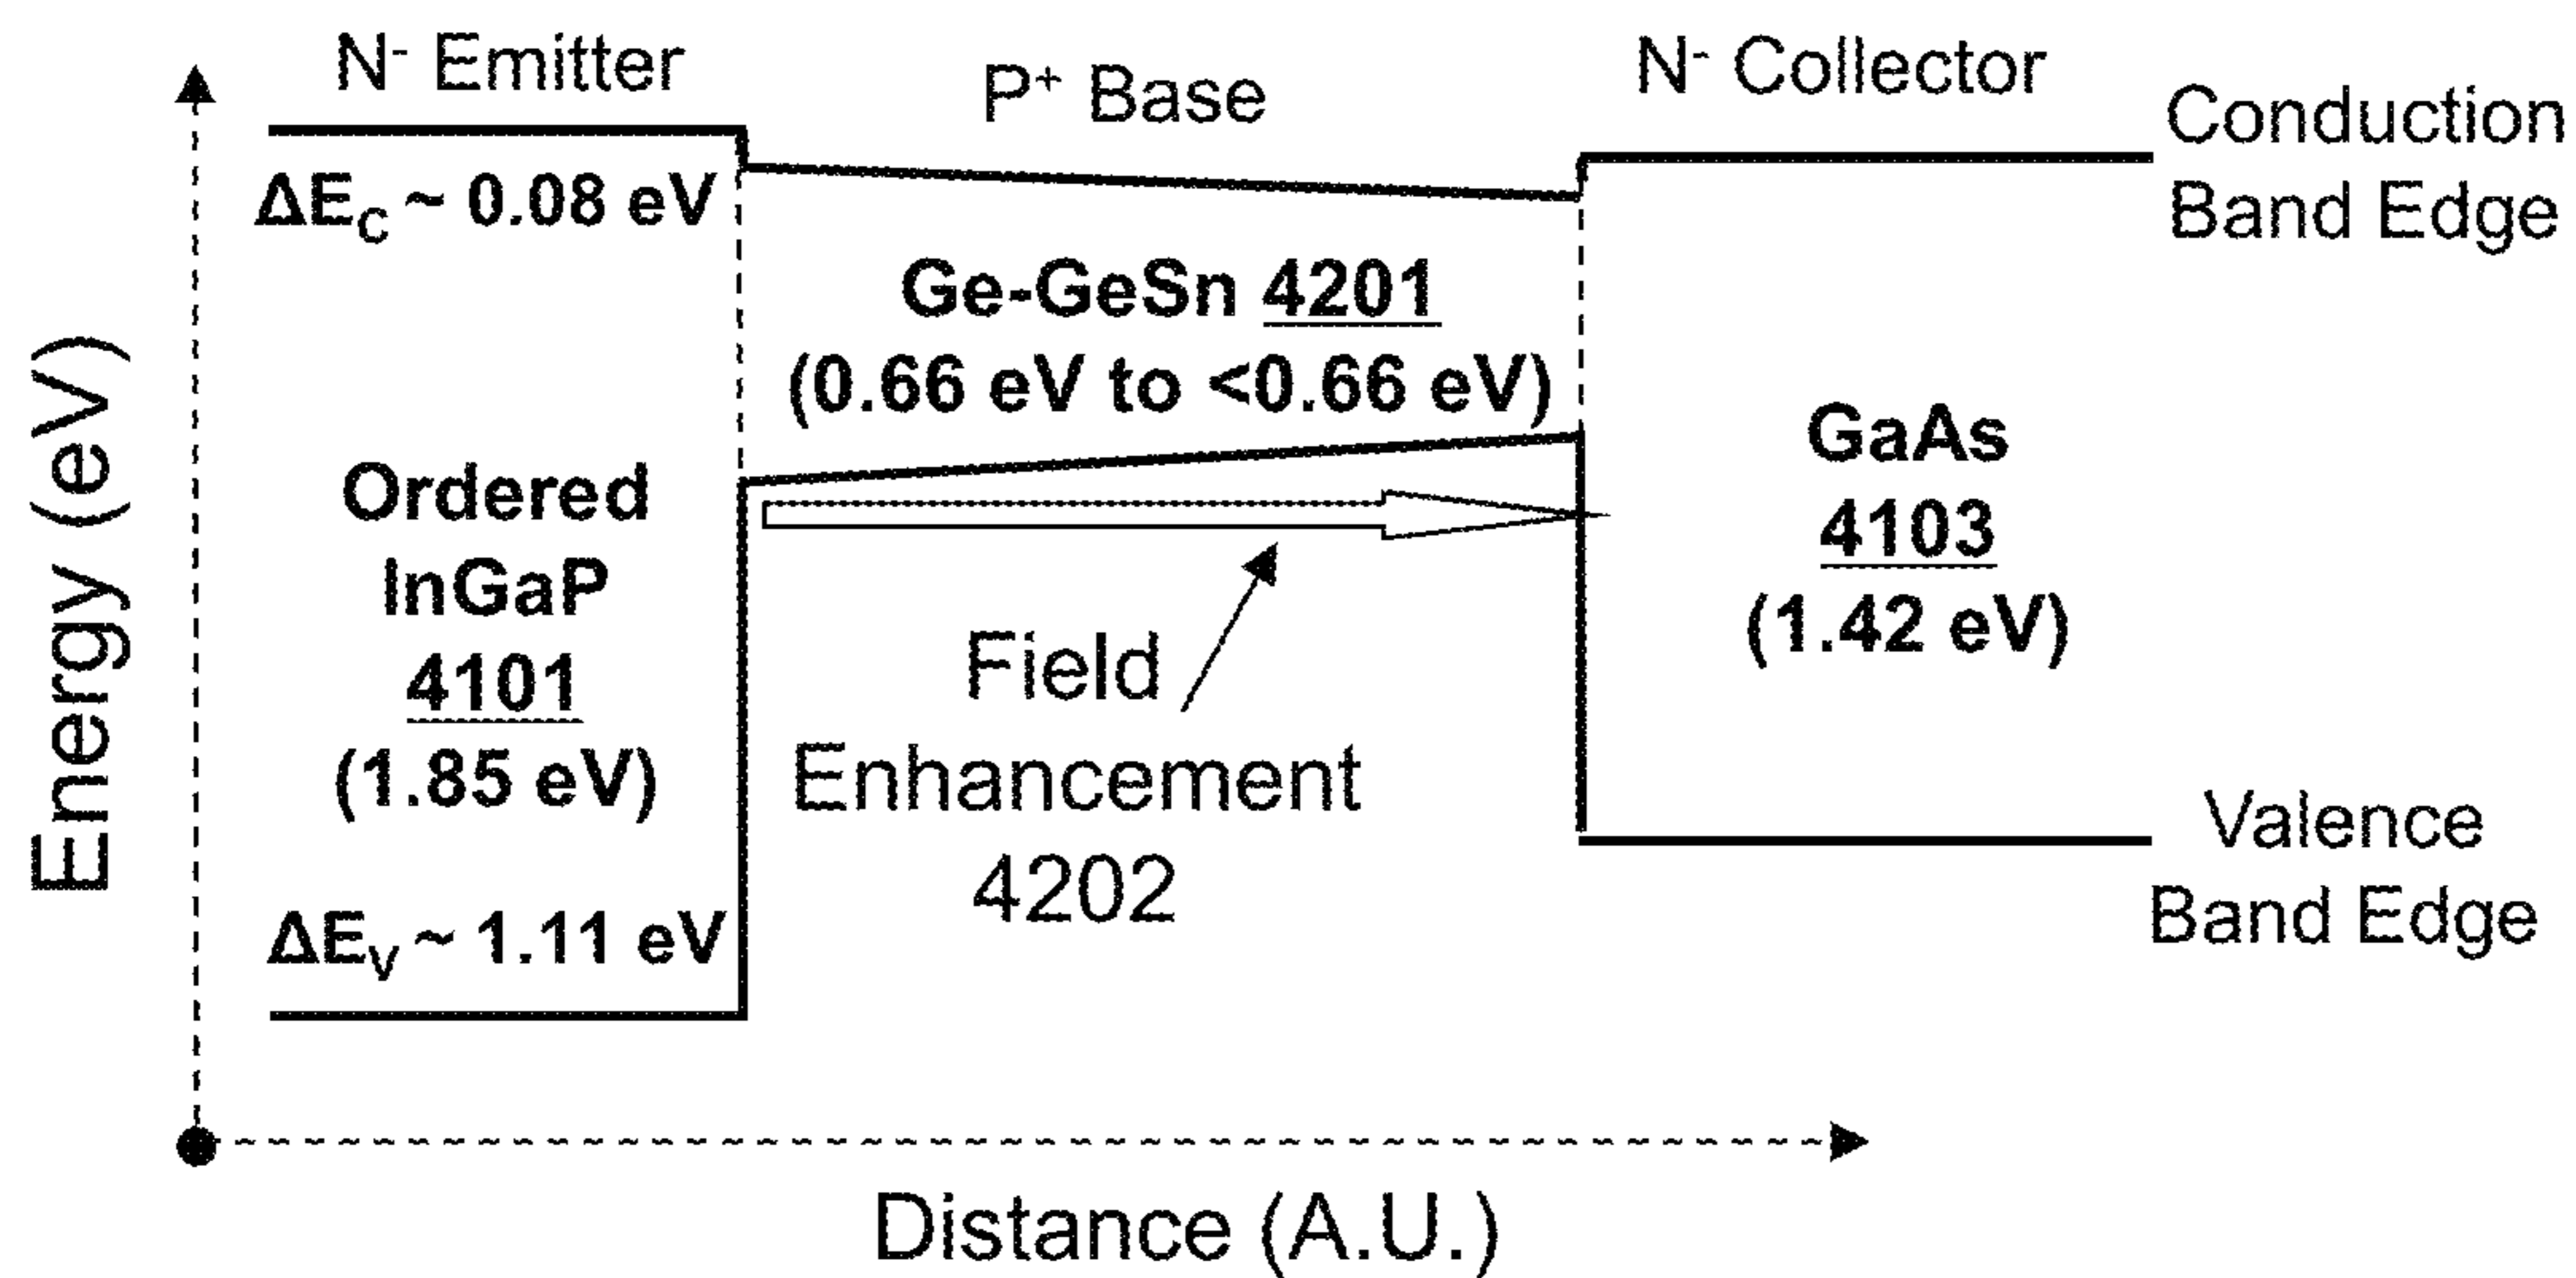 N⁻ Emitter
P⁺ Base
N⁻ Collector
Conduction
Band Edge
ΔE_C ~ 0.08 eV
Ge-GeSn 4201
(0.66 eV to <0.66 eV)
Ordered
InGaP
4101
(1.85 eV)
GaAs
4103
(1.42 eV)
Field
Enhancement
4202
ΔE_V ~ 1.11 eV
Valence
Band Edge
Energy (eV)
Distance (A.U.)